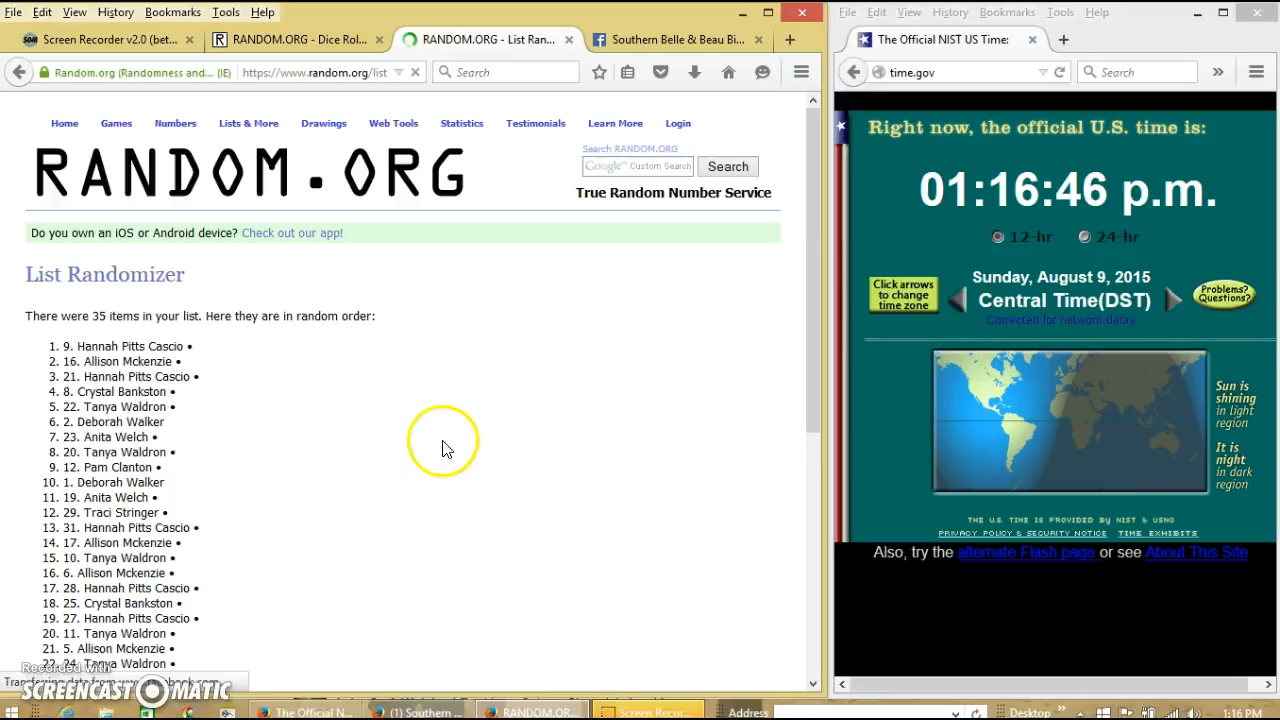 File Edit View History Bookmarks Tools Help
Screen Recorder v2.0 (bet...
RANDOM.ORG - Dice Rol...
RANDOM.ORG - List Ran...
Southern Belle & Beau Bi...
Random.org (Randomness and... (IE)
https://www.random.org/list
Search
Home Games Numbers Lists & More Drawings Web Tools Statistics Testimonials Learn More Login
RANDOM.ORG
Search RANDOM.ORG
Google™ Custom Search
Search
True Random Number Service
Do you own an iOS or Android device? Check out our app!
List Randomizer
There were 35 items in your list. Here they are in random order:
1. 9. Hannah Pitts Cascio •
2. 16. Allison Mckenzie •
3. 21. Hannah Pitts Cascio •
4. 8. Crystal Bankston •
5. 22. Tanya Waldron •
6. 2. Deborah Walker
7. 23. Anita Welch •
8. 20. Tanya Waldron •
9. 12. Pam Clanton •
10. 1. Deborah Walker
11. 19. Anita Welch •
12. 29. Traci Stringer •
13. 31. Hannah Pitts Cascio •
14. 17. Allison Mckenzie •
15. 10. Tanya Waldron •
16. 6. Allison Mckenzie •
17. 28. Hannah Pitts Cascio •
18. 25. Crystal Bankston •
19. 27. Hannah Pitts Cascio •
20. 11. Tanya Waldron •
21. 5. Allison Mckenzie •
22. 24. Tanya Waldron •
Recorded with
SCREENCAST-O-MATIC
File Edit View History Bookmarks Tools Help
The Official NIST US Time:
time.gov
Search
Right now, the official U.S. time is:
01:16:46 p.m.
12-hr 24-hr
Click arrows
to change
time zone
Sunday, August 9, 2015
Central Time(DST)
Corrected for network delay
Problems?
Questions?
Sun is
shining
in light
region
It is
night
in dark
region
THE U.S. TIME IS PROVIDED BY NIST & USNO
PRIVACY POLICY & SECURITY NOTICE TIME EXHIBITS
Also, try the alternate Flash page or see About This Site
The Official N...
(1) Southern ...
RANDOM.OR...
Screen Recor...
Address
Desktop
1:16 PM